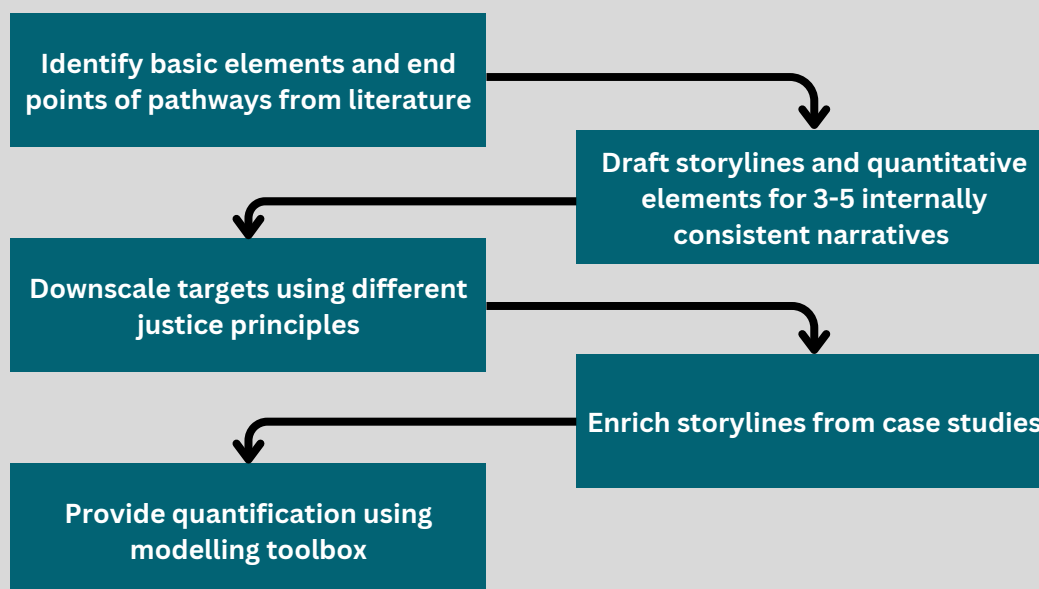 Identify basic elements and end
points of pathways from literature
Draft storylines and quantitative
elements for 3-5 internally
consistent narratives
Downscale targets using different
justice principles
Enrich storylines from case studies
Provide quantification using
modelling toolbox